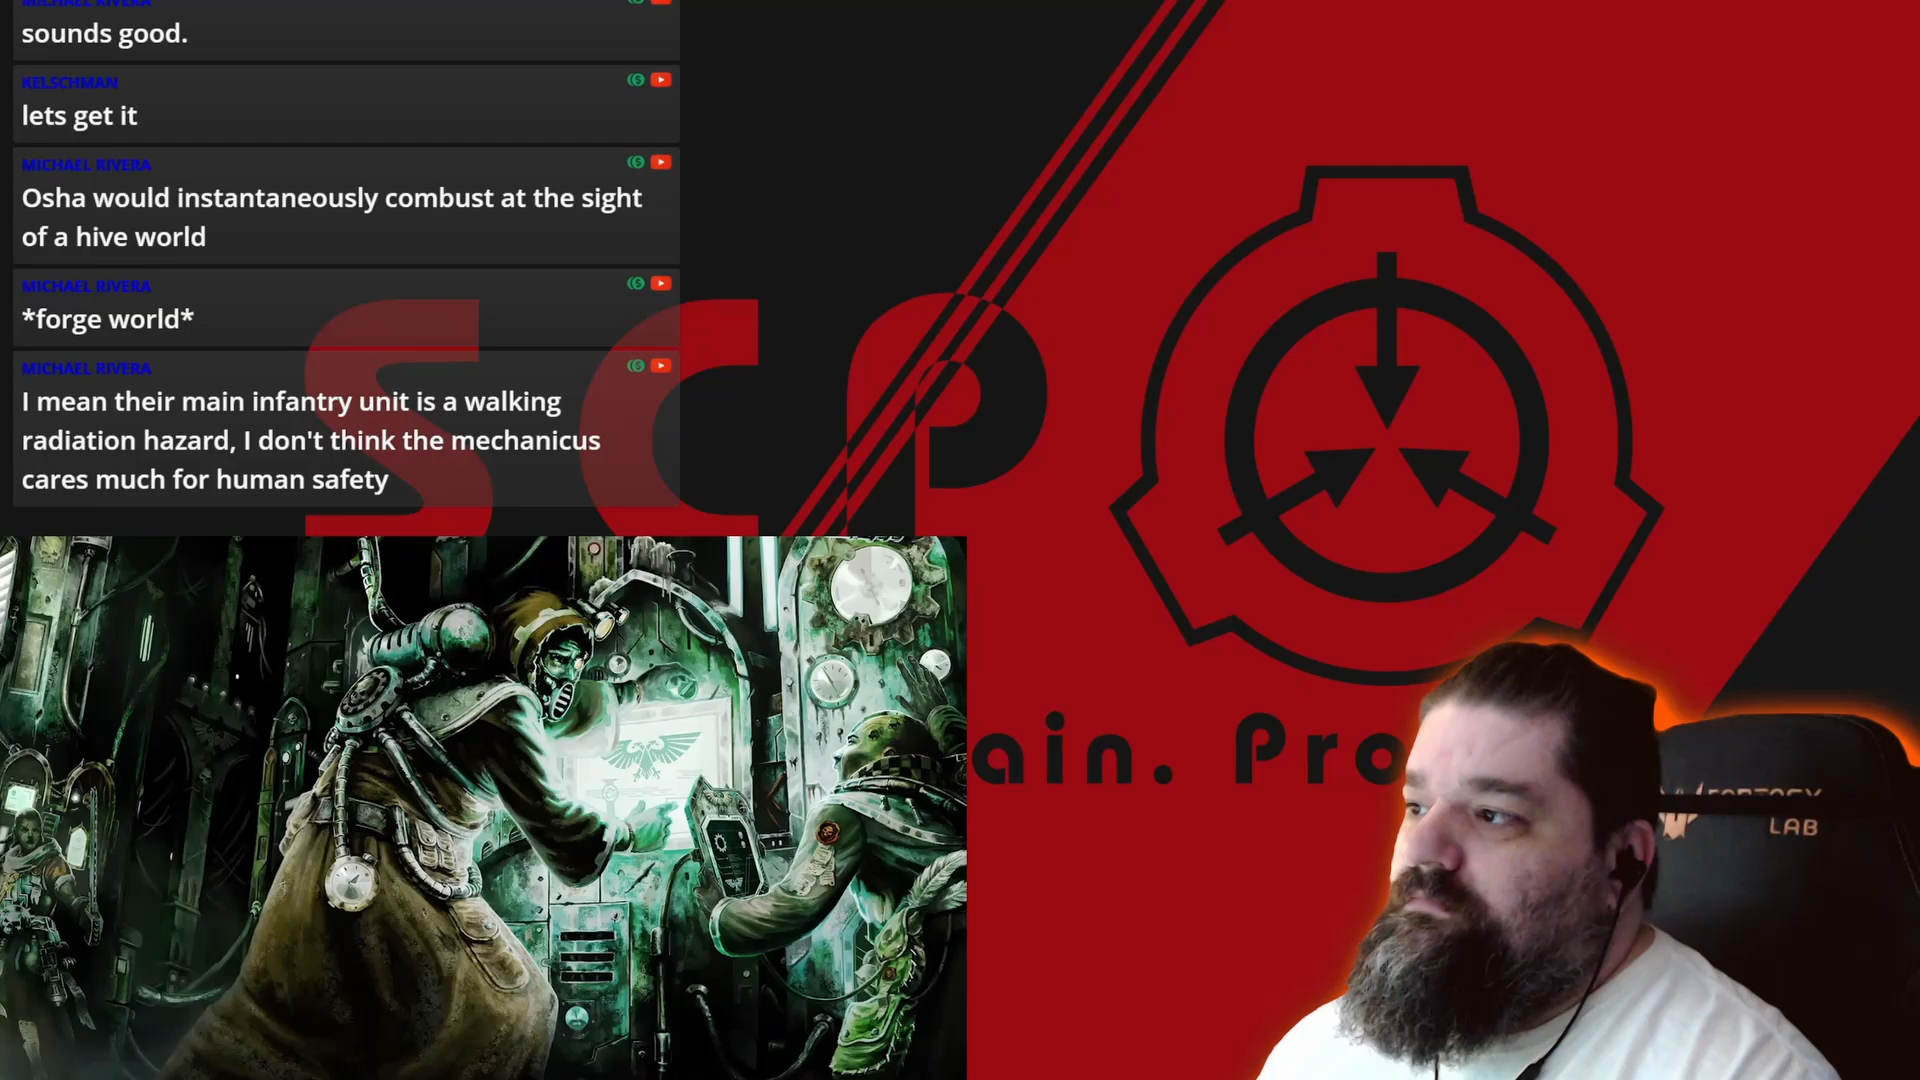 MICHAEL RIVERA
sounds good.
KELSCHMAN
lets get it
MICHAEL RIVERA
Osha would instantaneously combust at the sight
of a hive world
MICHAEL RIVERA
*forge world*
MICHAEL RIVERA
I mean their main infantry unit is a walking
radiation hazard, I don't think the mechanicus
cares much for human safety
SCP
ain. Pro
LAB